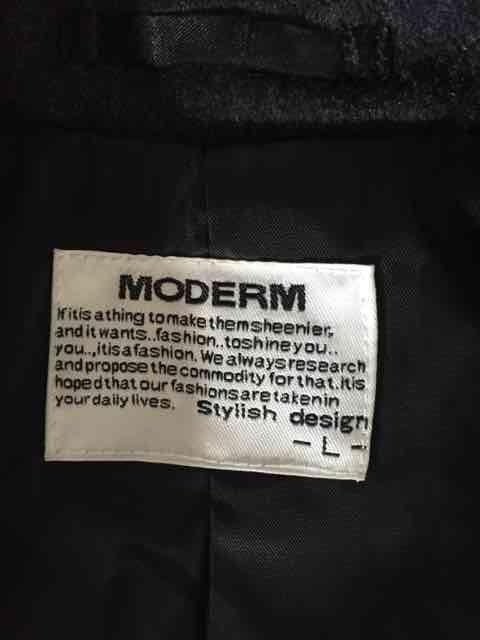 MODERM
If it is a thing to make them sheenier,
and it wants..fashion..to shine you..
you..,it is a fashion. We always research
and propose the commodity for that. it is
hoped that our fashions are taken in
your daily lives. Stylish design
- L -